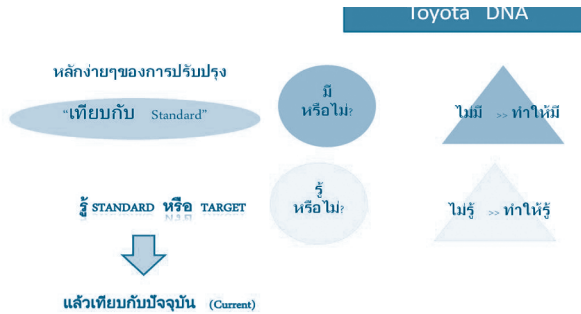 Toyota DNA
หลักง่ายๆของการปรับปรุง
“เทียบกับ Standard”
มี
หรือไม่?
ไม่มี >> ทำให้มี
รู้ STANDARD หรือ TARGET
รู้
หรือไม่?
ไม่รู้ >> ทำให้รู้
แล้วเทียบกับปัจจุบัน (Current)